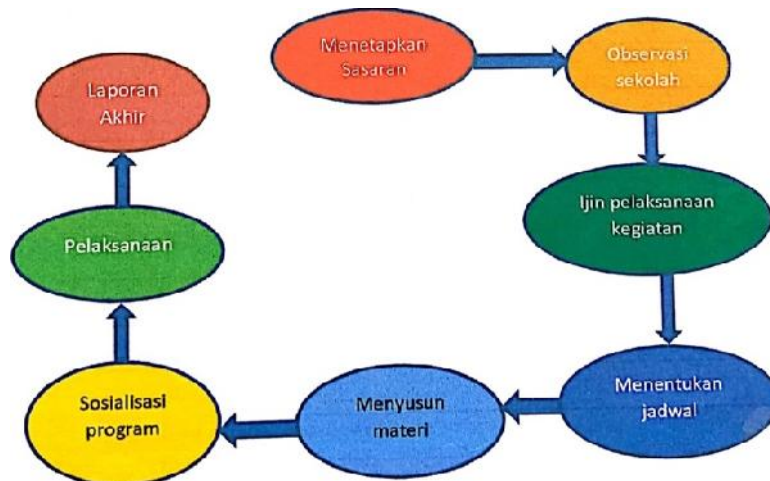 Menetapkan
Sasaran
Observasi
sekolah
Ijin pelaksanaan
kegiatan
Menentukan
jadwal
Menyusun
materi
Sosialisasi
program
Pelaksanaan
Laporan
Akhir